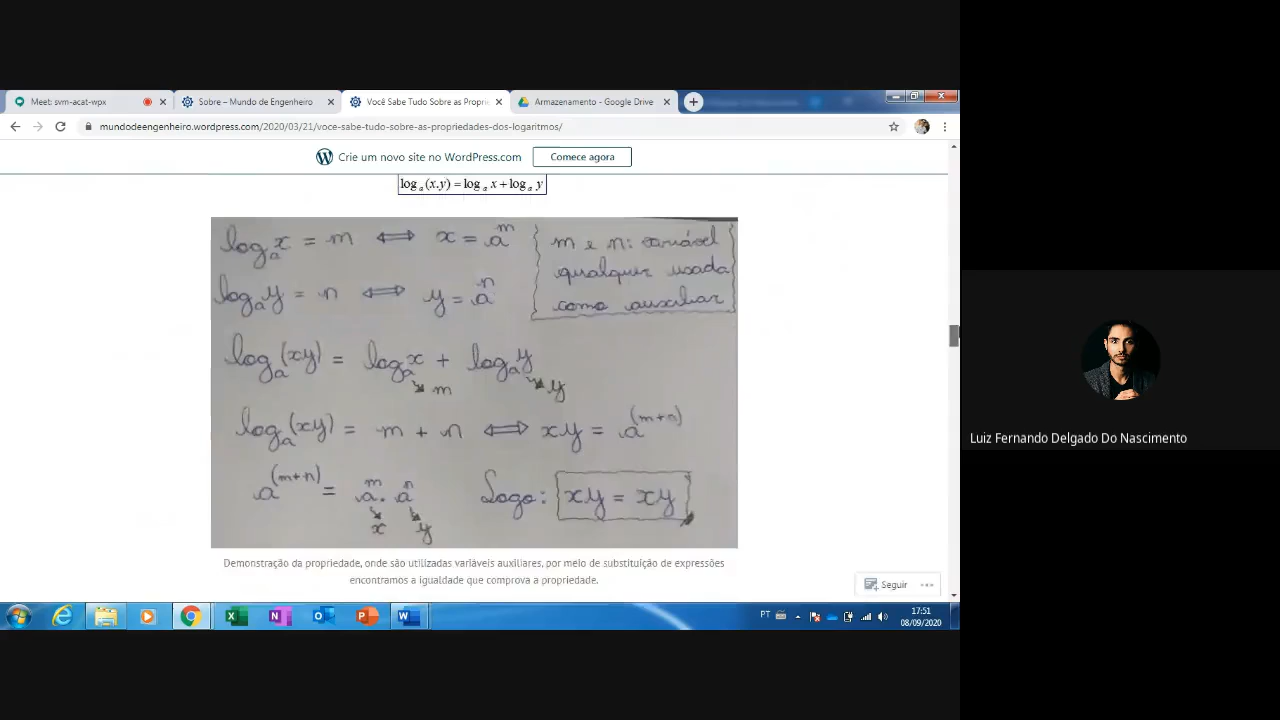 Meet: svm-acat-wpx
Sobre – Mundo de Engenheiro
Você Sabe Tudo Sobre as Propri
Armazenamento - Google Drive
mundodeengenheiro.wordpress.com/2020/03/21/voce-sabe-tudo-sobre-as-propriedades-dos-logaritmos/
Crie um novo site no WordPress.com
Comece agora
log a (x.y) = log a x + log a y
log a x = m ⟺ x = a^m
log a y = n ⟺ y = a^n
m e n: variável
qualquer usada
como auxiliar
log a (xy) = log a x + log a y
m y
log a (xy) = m + n ⟺ xy = a^(m+n)
a^(m+n) = a^m . a^n Logo: xy = xy
x y
Demonstração da propriedade, onde são utilizadas variáveis auxiliares, por meio de substituição de expressões
encontramos a igualdade que comprova a propriedade.
Seguir
PT
17:51
08/09/2020
Luiz Fernando Delgado Do Nascimento